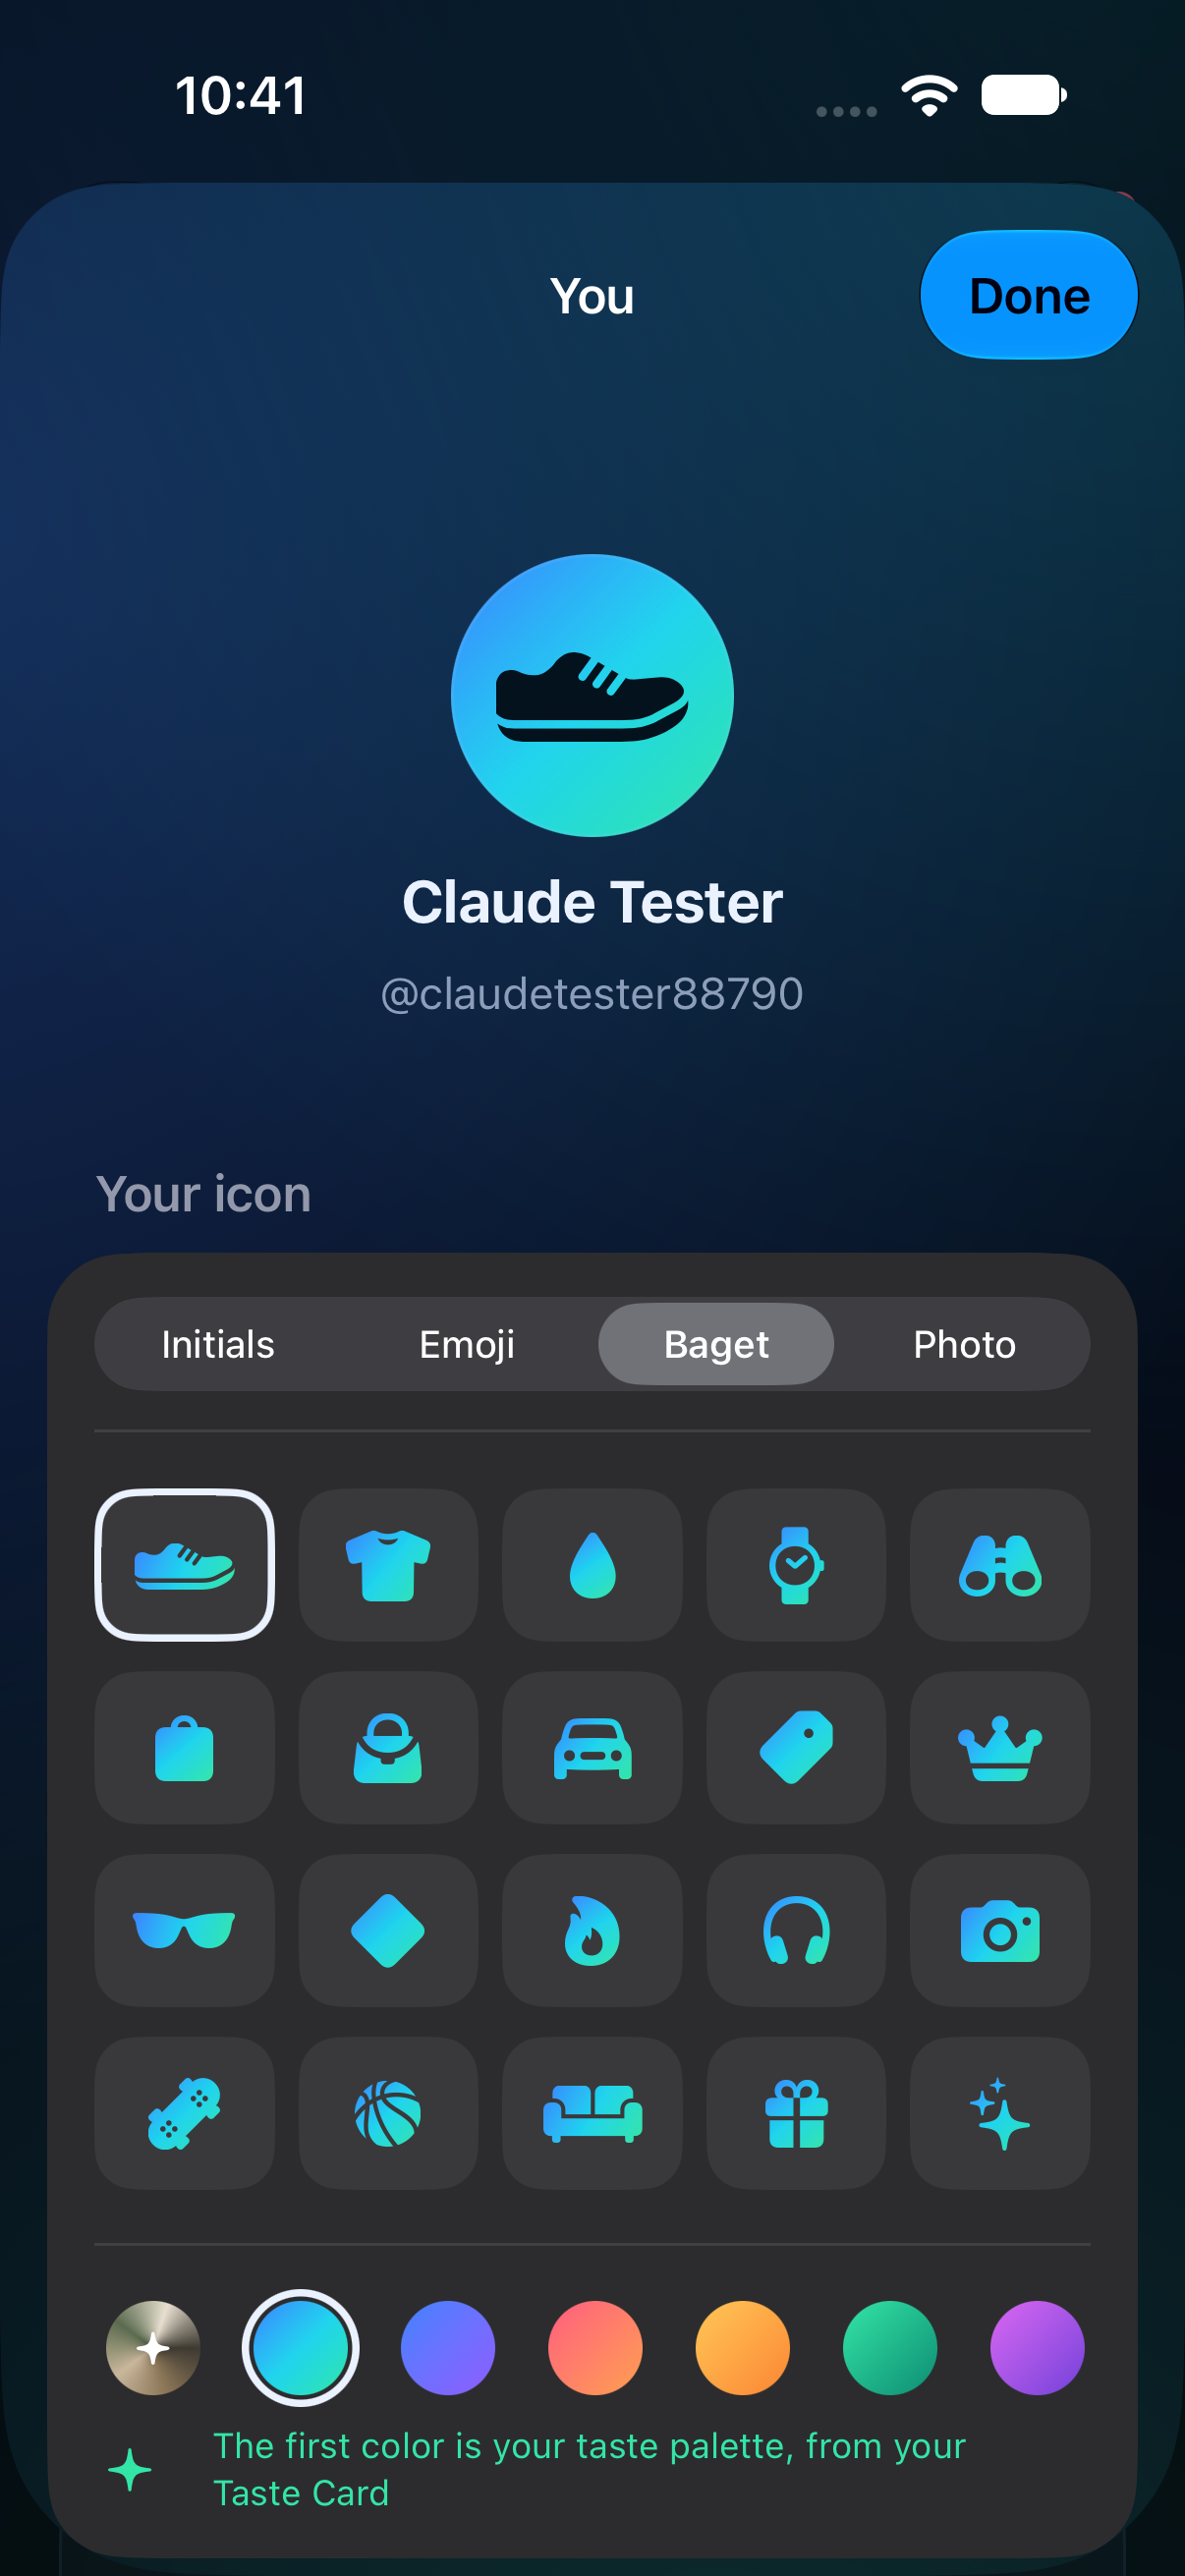 10:41
You
Done
Claude Tester
@claudetester88790
Your icon
Initials
Emoji
Baget
Photo
The first color is your taste palette, from your
Taste Card